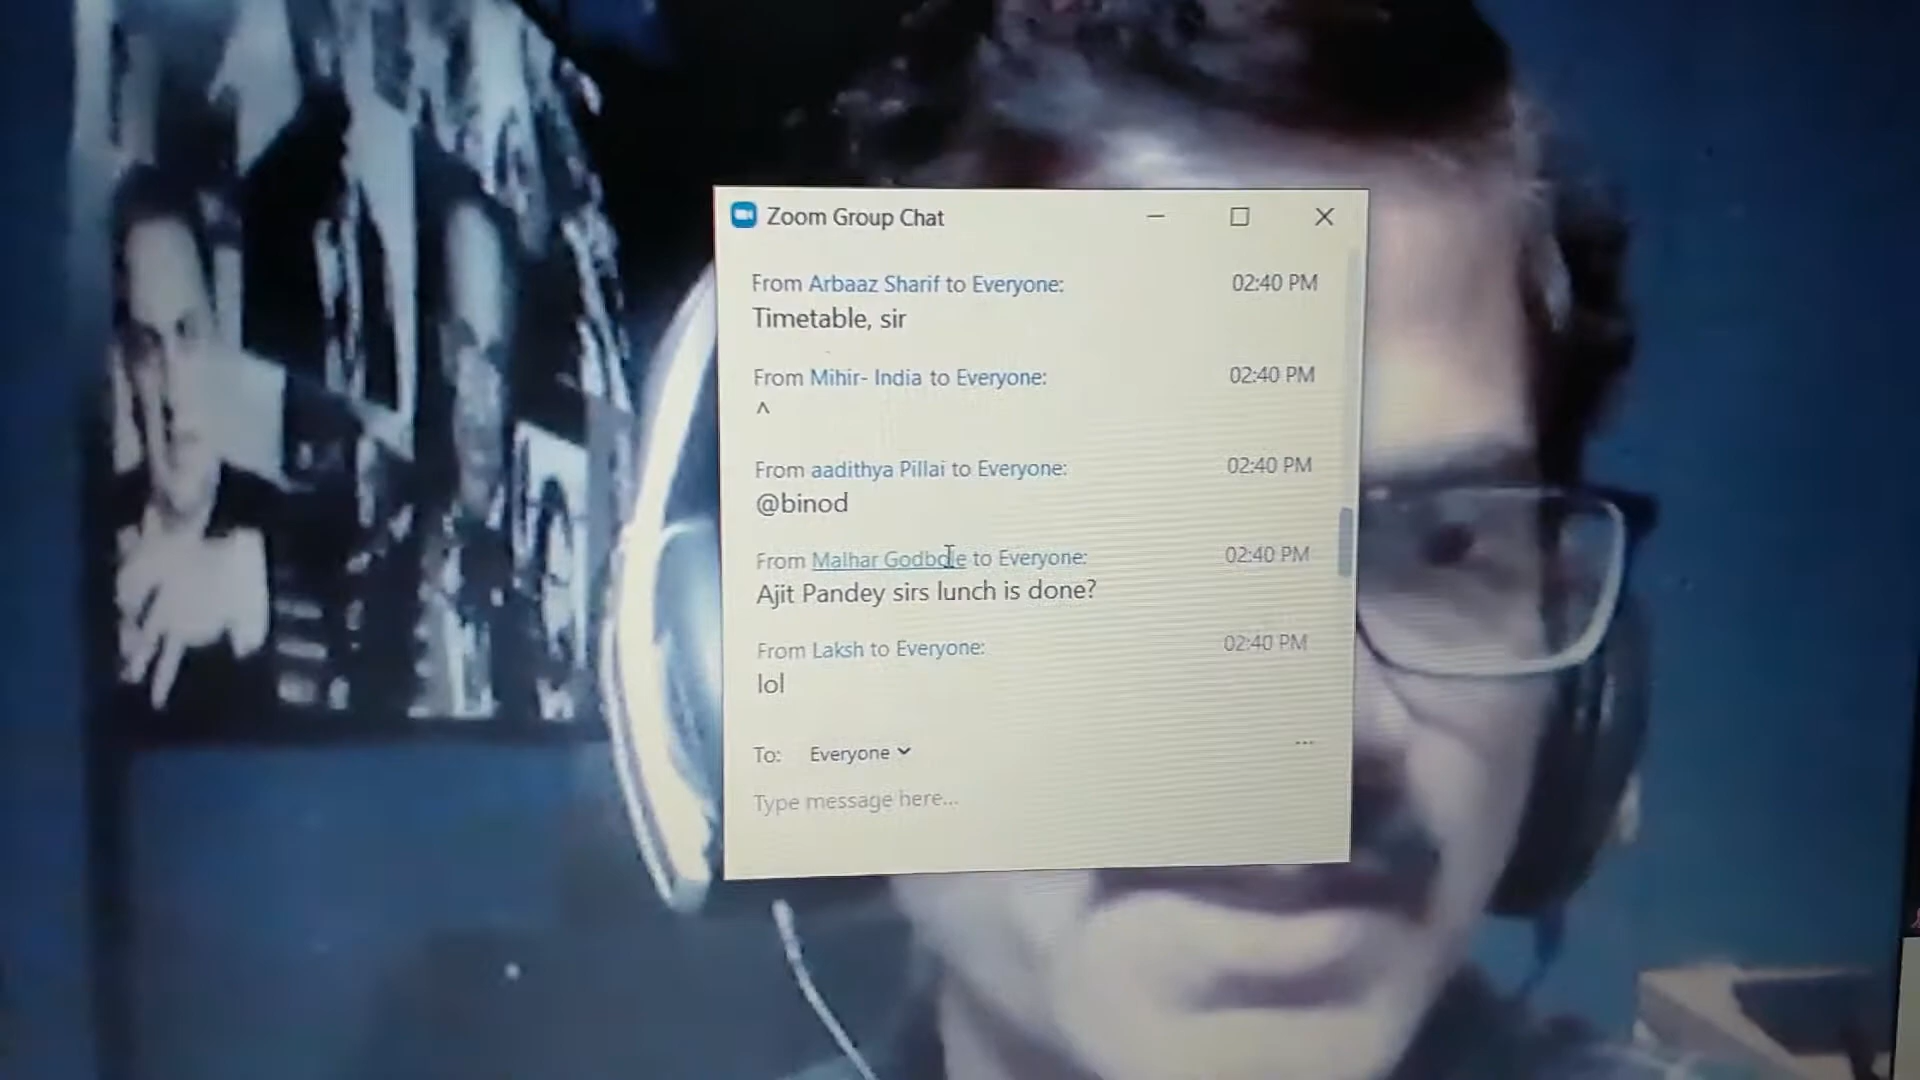 Zoom Group Chat
From Arbaaz Sharif to Everyone: 02:40 PM
Timetable, sir
From Mihir- India to Everyone: 02:40 PM
^
From aadithya Pillai to Everyone: 02:40 PM
@binod
From Malhar Godbole to Everyone: 02:40 PM
Ajit Pandey sirs lunch is done?
From Laksh to Everyone: 02:40 PM
lol
To: Everyone
...
Type message here...